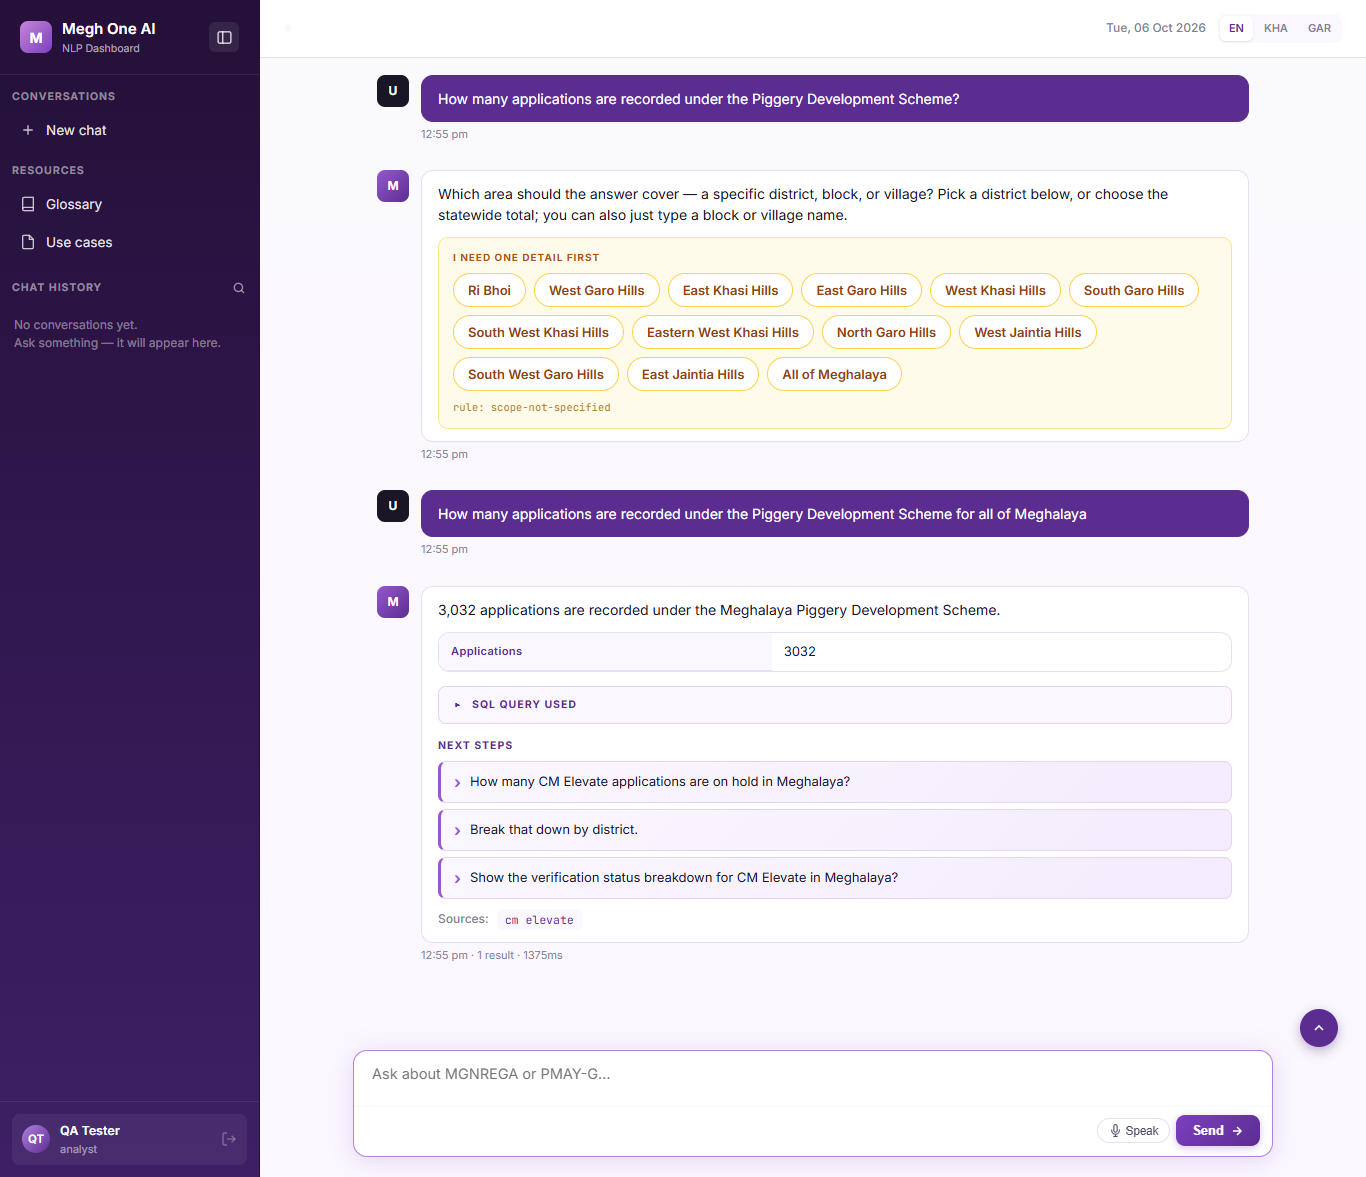 M
Megh One AI
NLP Dashboard
CONVERSATIONS
New chat
RESOURCES
Glossary
Use cases
CHAT HISTORY
No conversations yet.
Ask something — it will appear here.
QT
QA Tester
analyst
Tue, 06 Oct 2026
EN
KHA
GAR
U
How many applications are recorded under the Piggery Development Scheme?
12:55 pm
M
Which area should the answer cover — a specific district, block, or village? Pick a district below, or choose the
statewide total; you can also just type a block or village name.
I NEED ONE DETAIL FIRST
Ri Bhoi
West Garo Hills
East Khasi Hills
East Garo Hills
West Khasi Hills
South Garo Hills
South West Khasi Hills
Eastern West Khasi Hills
North Garo Hills
West Jaintia Hills
South West Garo Hills
East Jaintia Hills
All of Meghalaya
rule: scope-not-specified
12:55 pm
U
How many applications are recorded under the Piggery Development Scheme for all of Meghalaya
12:55 pm
M
3,032 applications are recorded under the Meghalaya Piggery Development Scheme.
Applications
3032
SQL QUERY USED
NEXT STEPS
How many CM Elevate applications are on hold in Meghalaya?
Break that down by district.
Show the verification status breakdown for CM Elevate in Meghalaya?
Sources: cm elevate
12:55 pm · 1 result · 1375ms
Ask about MGNREGA or PMAY-G...
Speak
Send →